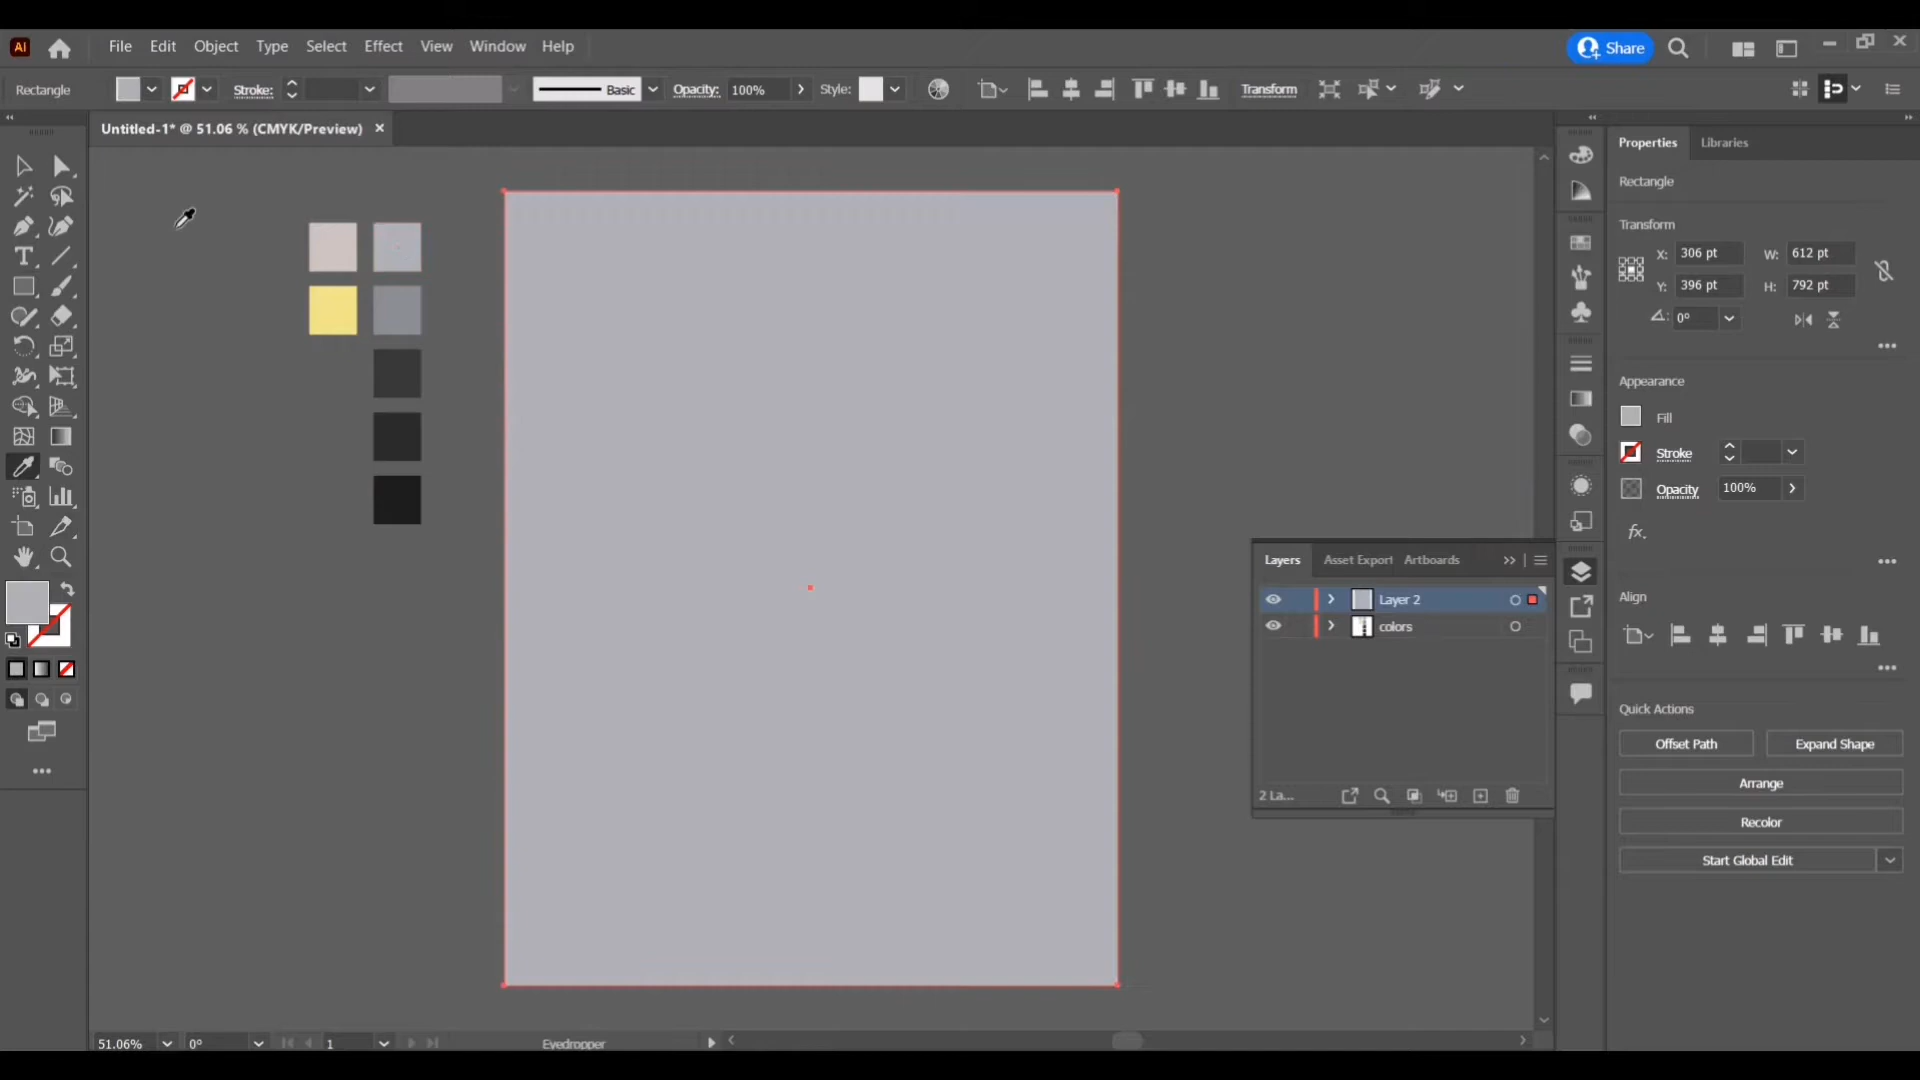 Ai File Edit Object Type Select Effect View Window Help Share
Rectangle Stroke: Basic Opacity: 100% Style: Transform
Untitled-1* @ 51.06 % (CMYK/Preview) ×
Properties Libraries
Rectangle
Transform
X: 306 pt W: 612 pt
Y: 396 pt H: 792 pt
0°
Appearance
Fill
Stroke
Opacity 100%
fx.
Layers Asset Export Artboards
Layer 2
colors
2 La...
Align
Quick Actions
Offset Path Expand Shape
Arrange
Recolor
Start Global Edit
51.06% 0° 1 Eyedropper